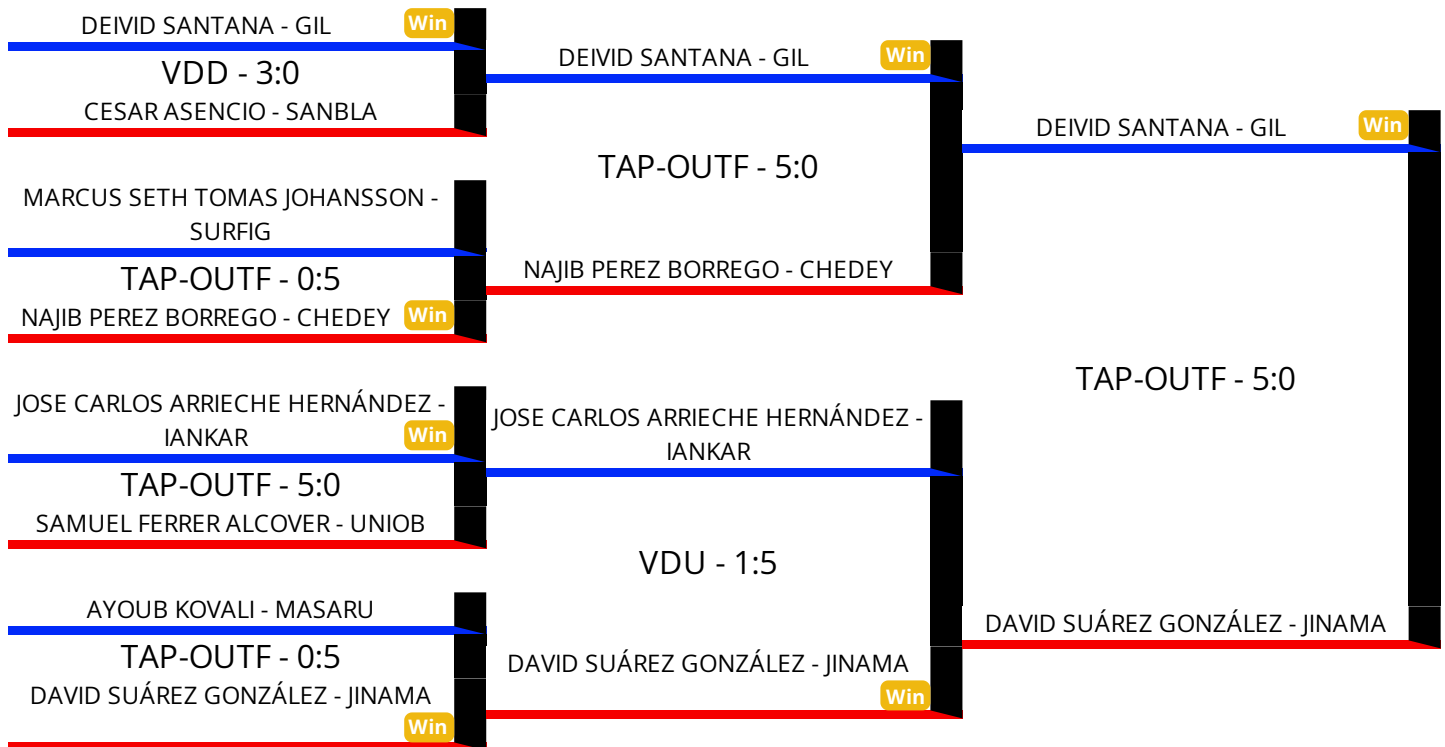 DEIVID SANTANA - GIL
Win
VDD - 3:0
CESAR ASENCIO - SANBLA
MARCUS SETH TOMAS JOHANSSON -
SURFIG
TAP-OUTF - 0:5
NAJIB PEREZ BORREGO - CHEDEY
Win
JOSE CARLOS ARRIECHE HERNÁNDEZ -
IANKAR
Win
TAP-OUTF - 5:0
SAMUEL FERRER ALCOVER - UNIOB
AYOUB KOVALI - MASARU
TAP-OUTF - 0:5
DAVID SUÁREZ GONZÁLEZ - JINAMA
Win
DEIVID SANTANA - GIL
Win
TAP-OUTF - 5:0
NAJIB PEREZ BORREGO - CHEDEY
JOSE CARLOS ARRIECHE HERNÁNDEZ -
IANKAR
VDU - 1:5
DAVID SUÁREZ GONZÁLEZ - JINAMA
Win
DEIVID SANTANA - GIL
Win
TAP-OUTF - 5:0
DAVID SUÁREZ GONZÁLEZ - JINAMA